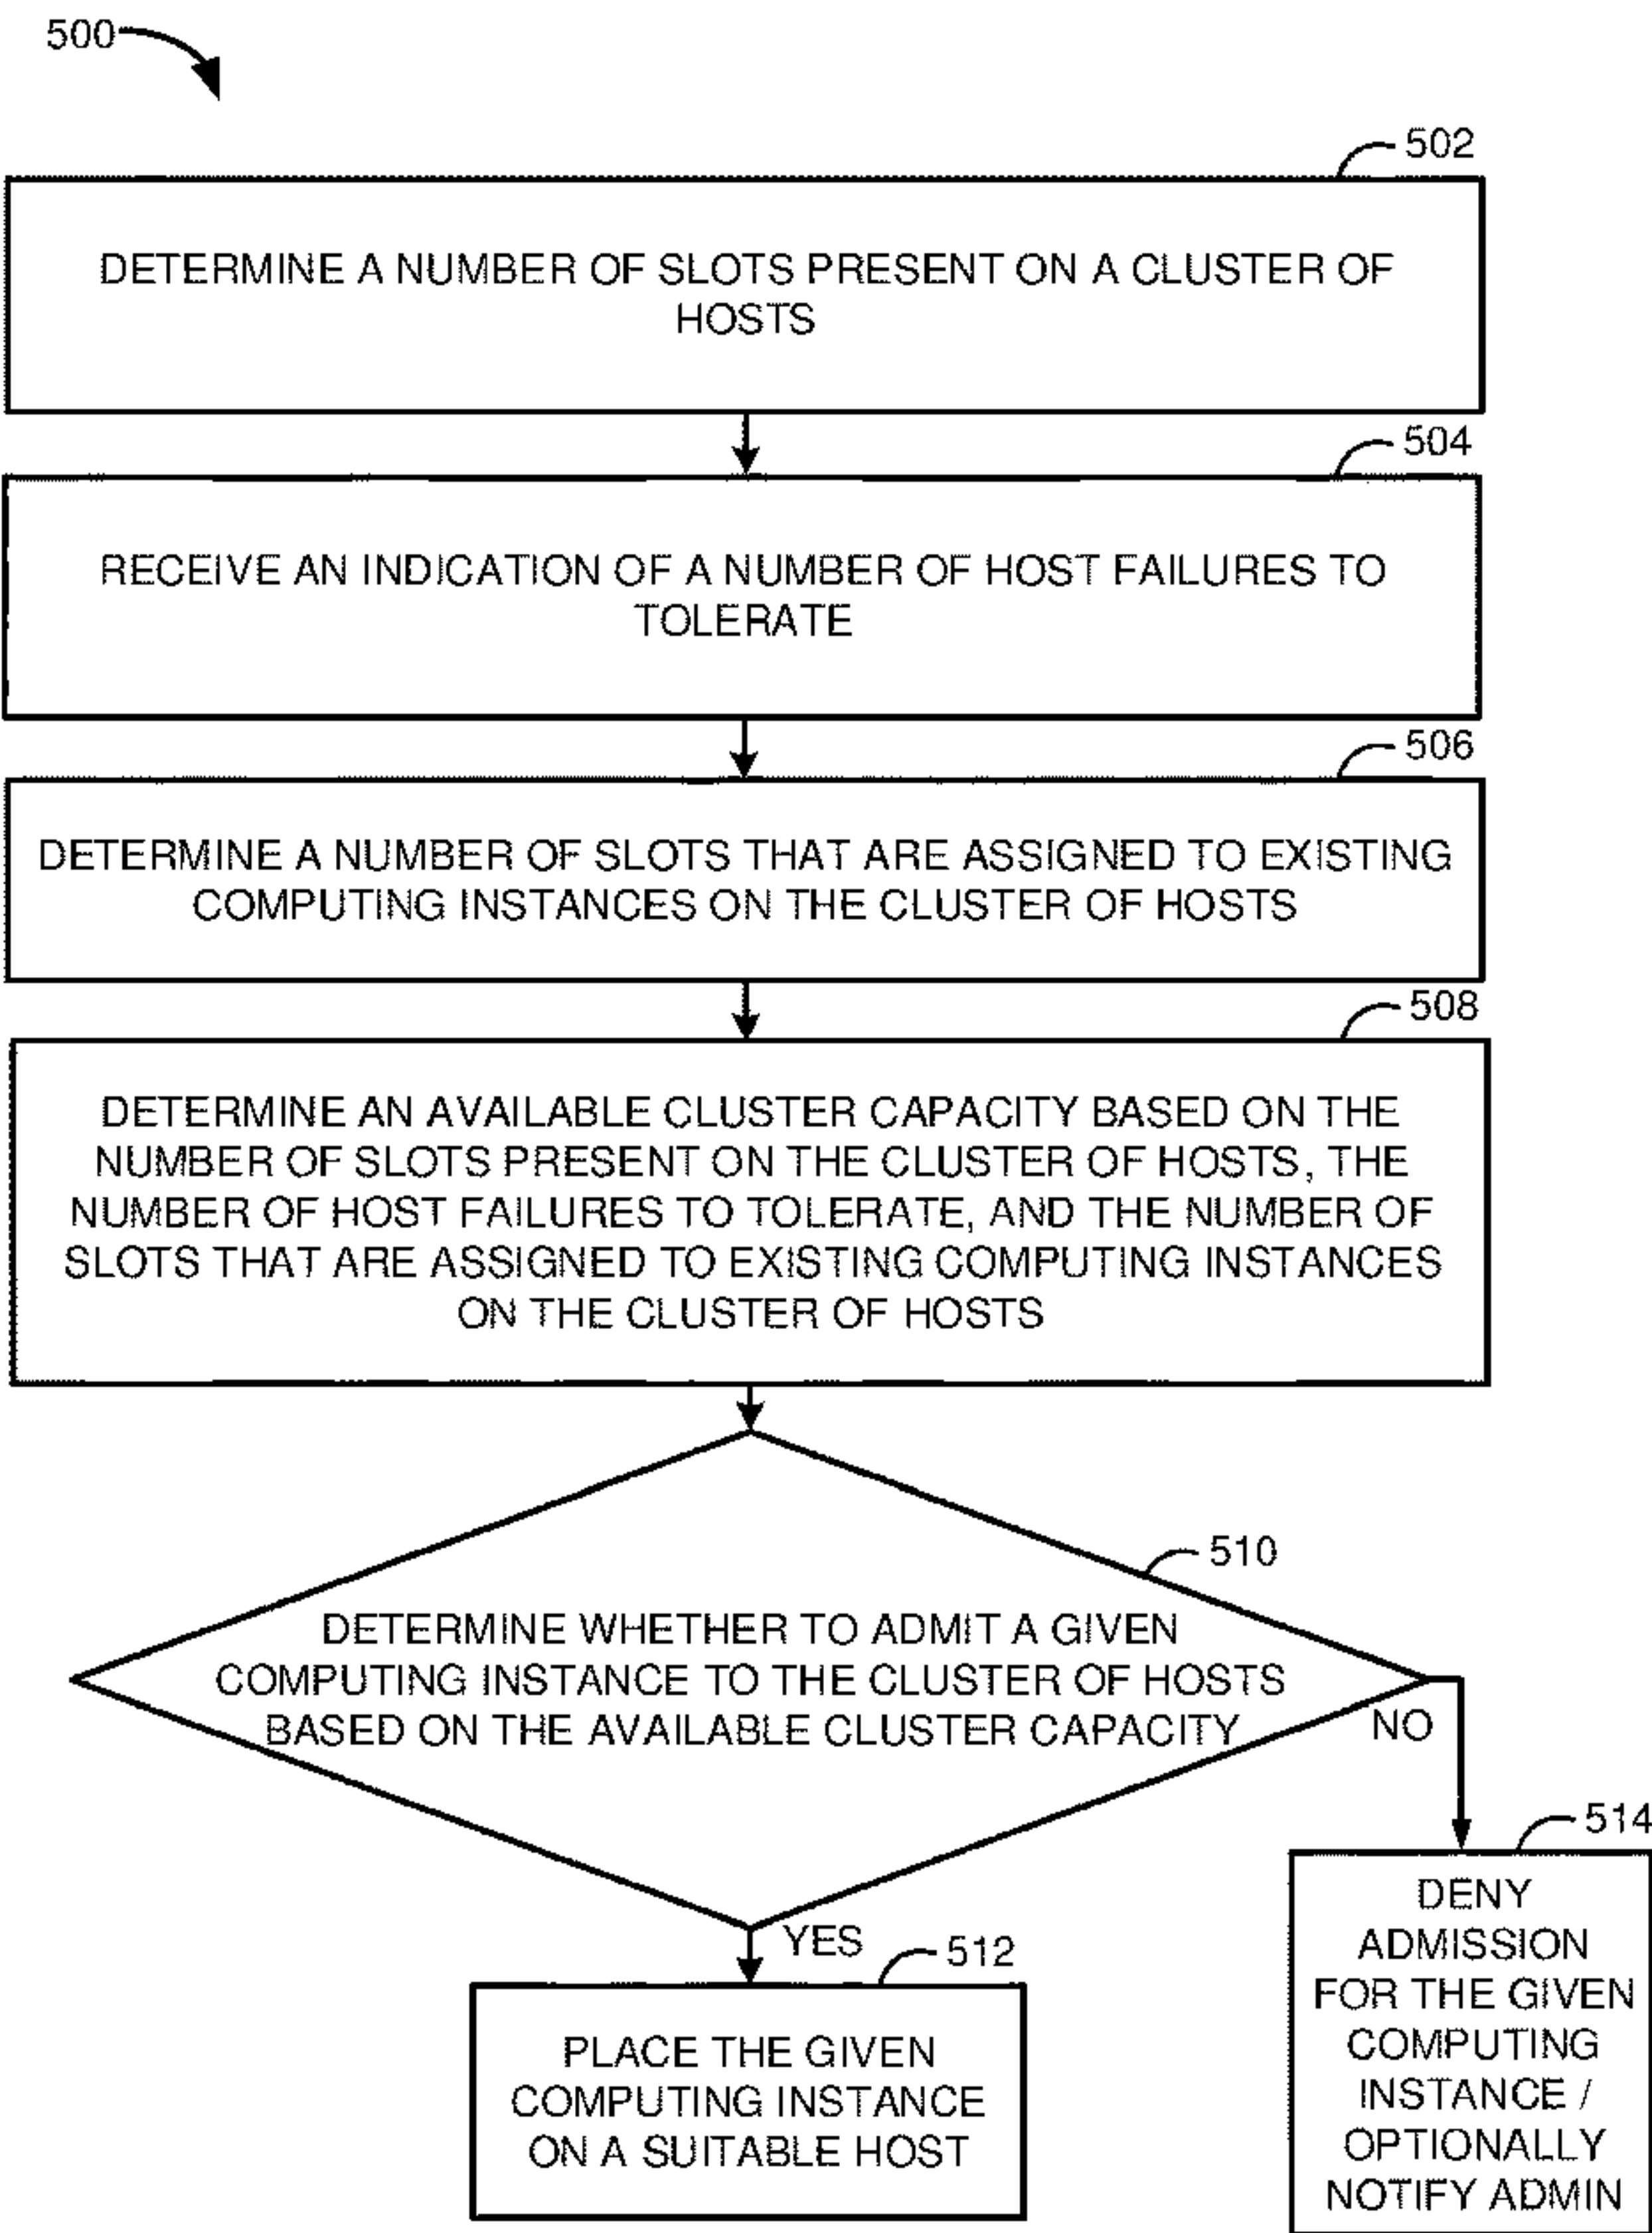 500
502
DETERMINE A NUMBER OF SLOTS PRESENT ON A CLUSTER OF
HOSTS
504
RECEIVE AN INDICATION OF A NUMBER OF HOST FAILURES TO
TOLERATE
506
DETERMINE A NUMBER OF SLOTS THAT ARE ASSIGNED TO EXISTING
COMPUTING INSTANCES ON THE CLUSTER OF HOSTS
508
DETERMINE AN AVAILABLE CLUSTER CAPACITY BASED ON THE
NUMBER OF SLOTS PRESENT ON THE CLUSTER OF HOSTS, THE
NUMBER OF HOST FAILURES TO TOLERATE, AND THE NUMBER OF
SLOTS THAT ARE ASSIGNED TO EXISTING COMPUTING INSTANCES
ON THE CLUSTER OF HOSTS
510
DETERMINE WHETHER TO ADMIT A GIVEN
COMPUTING INSTANCE TO THE CLUSTER OF HOSTS
BASED ON THE AVAILABLE CLUSTER CAPACITY
NO
YES
512
PLACE THE GIVEN
COMPUTING INSTANCE
ON A SUITABLE HOST
514
DENY
ADMISSION
FOR THE GIVEN
COMPUTING
INSTANCE /
OPTIONALLY
NOTIFY ADMIN